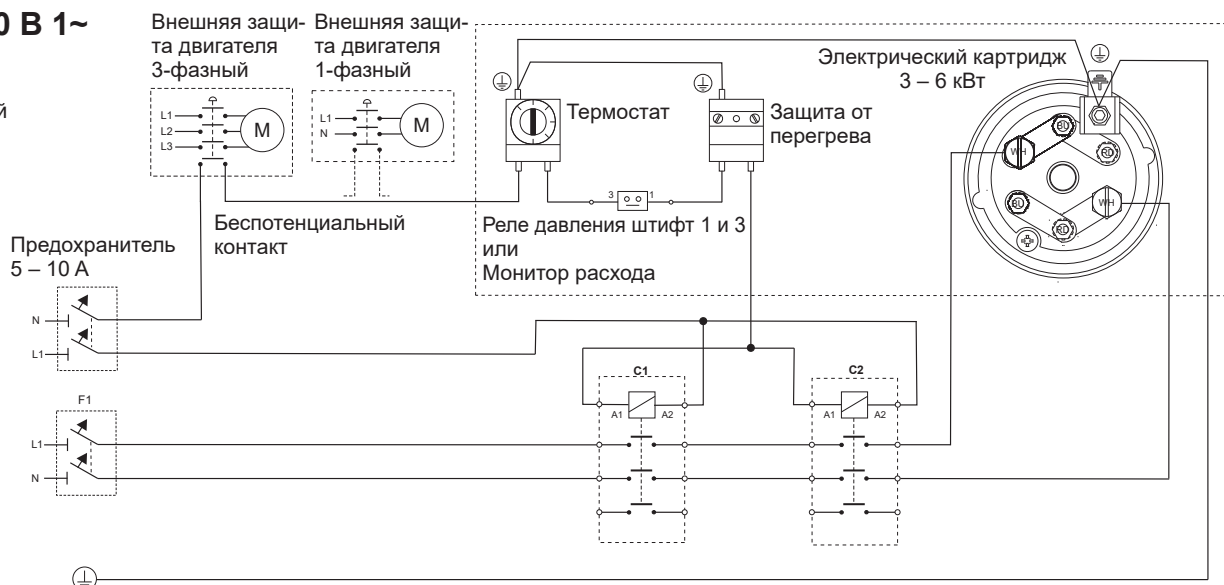 0 В 1~
й
Внешняя защи-
та двигателя
3-фазный
Внешняя защи-
та двигателя
1-фазный
L1
L2
L3
M
L1
N
M
Термостат
Защита от
перегрева
Электрический картридж
3 – 6 кВт
BU
WH
RD
BU
WH
RD
3
1
Беспотенциальный
контакт
Реле давления штифт 1 и 3
или
Монитор расхода
Предохранитель
5 – 10 A
N
L1
F1
L1
N
C1
A1
A2
C2
A1
A2